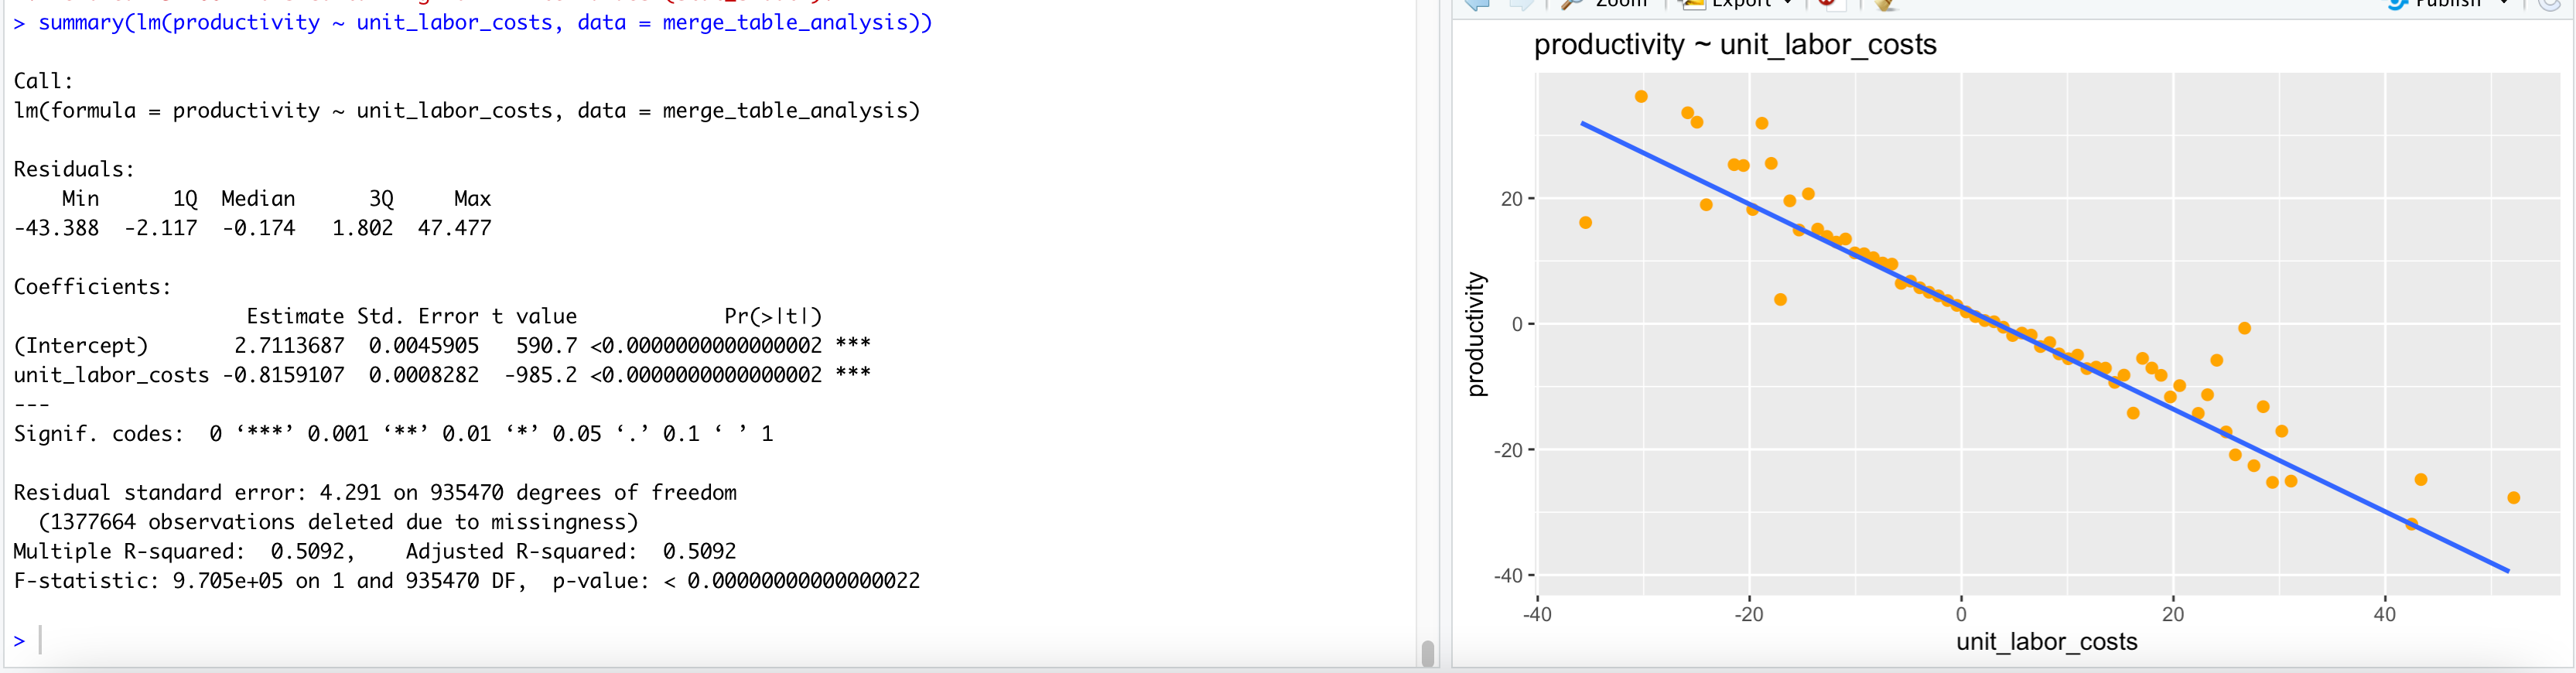 > summary(lm(productivity ~ unit_labor_costs, data = merge_table_analysis))
Call:
lm(formula = productivity ~ unit_labor_costs, data = merge_table_analysis)
Residuals:
    Min      1Q  Median      3Q     Max
-43.388  -2.117  -0.174   1.802  47.477
Coefficients:
                   Estimate Std. Error t value            Pr(>|t|)
(Intercept)       2.7113687  0.0045905   590.7 <0.0000000000000002 ***
unit_labor_costs -0.8159107  0.0008282  -985.2 <0.0000000000000002 ***
---
Signif. codes:  0 ‘***’ 0.001 ‘**’ 0.01 ‘*’ 0.05 ‘.’ 0.1 ‘ ’ 1
Residual standard error: 4.291 on 935470 degrees of freedom
  (1377664 observations deleted due to missingness)
Multiple R-squared:  0.5092,    Adjusted R-squared:  0.5092
F-statistic: 9.705e+05 on 1 and 935470 DF,  p-value: < 0.00000000000000022
>
Zoom Export Publish
productivity ~ unit_labor_costs
productivity
20
0
-20
-40
-40 -20 0 20 40
unit_labor_costs